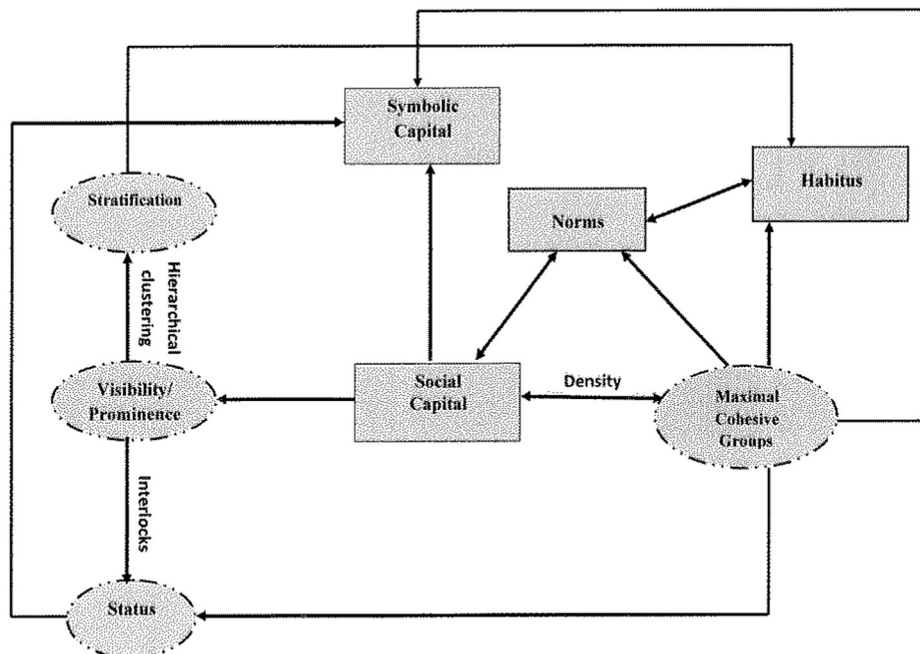 Symbolic
Capital
Stratification
Habitus
Norms
Hierarchical
clustering
Visibility/
Prominence
Social
Capital
Density
Maximal
Cohesive
Groups
Interlocks
Status